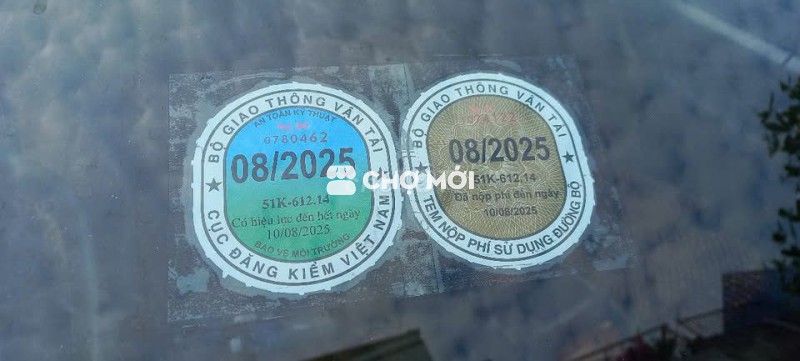 BỘ GIAO THÔNG VẬN TẢI
AN TOÀN KỸ THUẬT
0780462
08/2025
51K-612.14
Có hiệu lực đến hết ngày
10/08/2025
BẢO VỆ MÔI TRƯỜNG
CỤC ĐĂNG KIỂM VIỆT NAM
BỘ GIAO THÔNG VẬN TẢI
08/2025
51K-612.14
Đã nộp phí đến ngày
10/08/2025
TEM NỘP PHÍ SỬ DỤNG ĐƯỜNG BỘ
CHỢ MỚI